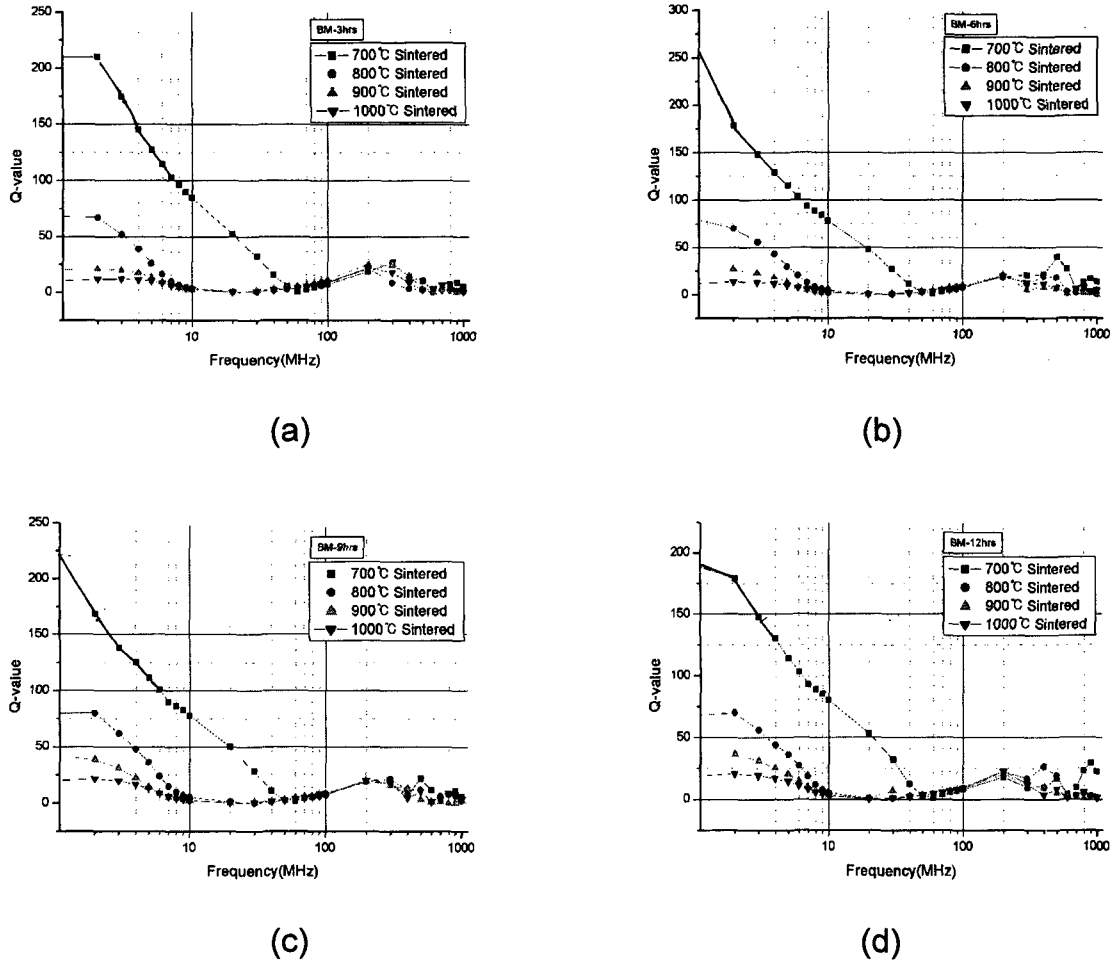 BM-3hrs
700℃ Sintered
800℃ Sintered
900℃ Sintered
1000℃ Sintered
Q-value
250
200
150
100
50
0
10
100
1000
Frequency(MHz)
(a)
BM-6hrs
700℃ Sintered
800℃ Sintered
900℃ Sintered
1000℃ Sintered
Q-value
300
250
200
150
100
50
0
10
100
1000
Frequency(MHz)
(b)
BM-9hrs
700℃ Sintered
800℃ Sintered
900℃ Sintered
1000℃ Sintered
Q-value
250
200
150
100
50
0
10
100
1000
Frequency(MHz)
(c)
BM-12hrs
700℃ Sintered
800℃ Sintered
900℃ Sintered
1000℃ Sintered
Q-value
200
150
100
50
0
10
100
1000
Frequency(MHz)
(d)